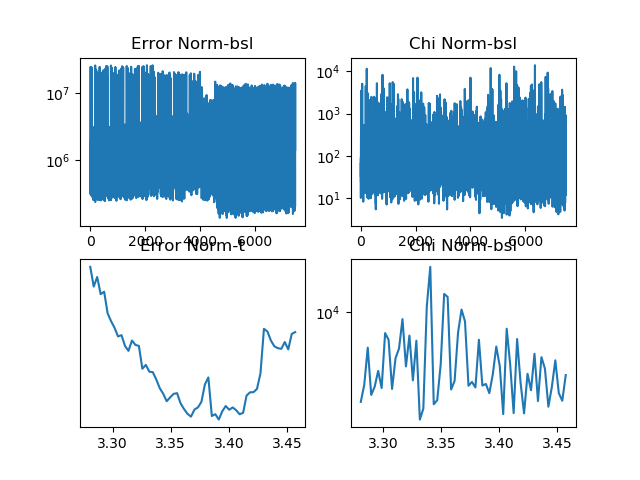 Error Norm-bsl
Chi Norm-bsl
10^7
10^6
0 2000 4000 6000
10^4
10^3
10^2
10^1
0 2000 4000 6000
Error Norm-t
Chi Norm-bsl
3.30 3.35 3.40 3.45
10^4
3.30 3.35 3.40 3.45